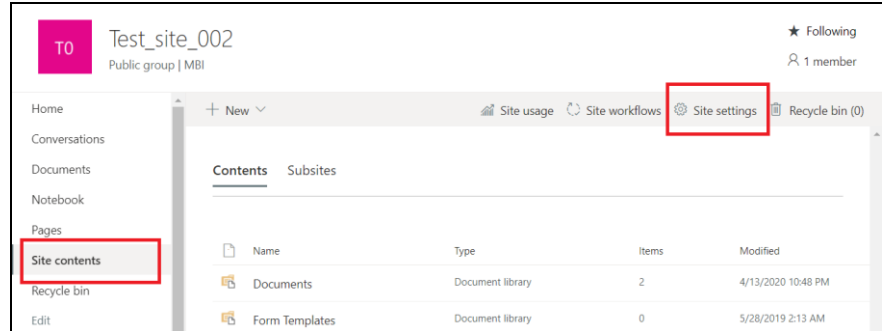 T0
Test_site_002
Public group | MBI
Following
1 member
Home
Conversations
Documents
Notebook
Pages
Site contents
Recycle bin
Edit
New
Site usage
Site workflows
Site settings
Recycle bin (0)
Contents Subsites
Name Type Items Modified
Documents Document library 2 4/13/2020 10:48 PM
Form Templates Document library 0 5/28/2019 2:13 AM